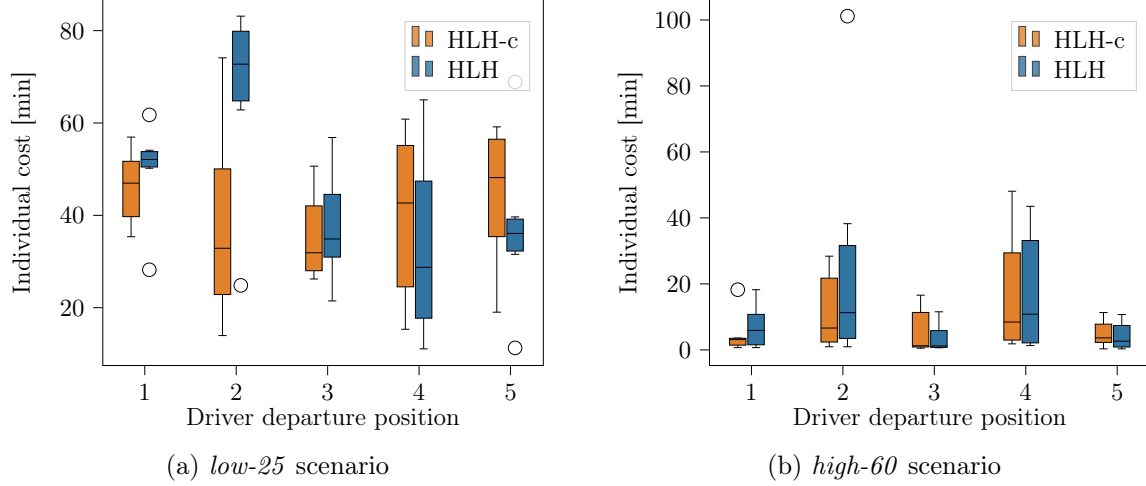 80
60
40
20
Individual cost [min]
HLH-c
HLH
1 2 3 4 5
Driver departure position
(a) low-25 scenario
100
80
60
40
20
0
Individual cost [min]
HLH-c
HLH
1 2 3 4 5
Driver departure position
(b) high-60 scenario